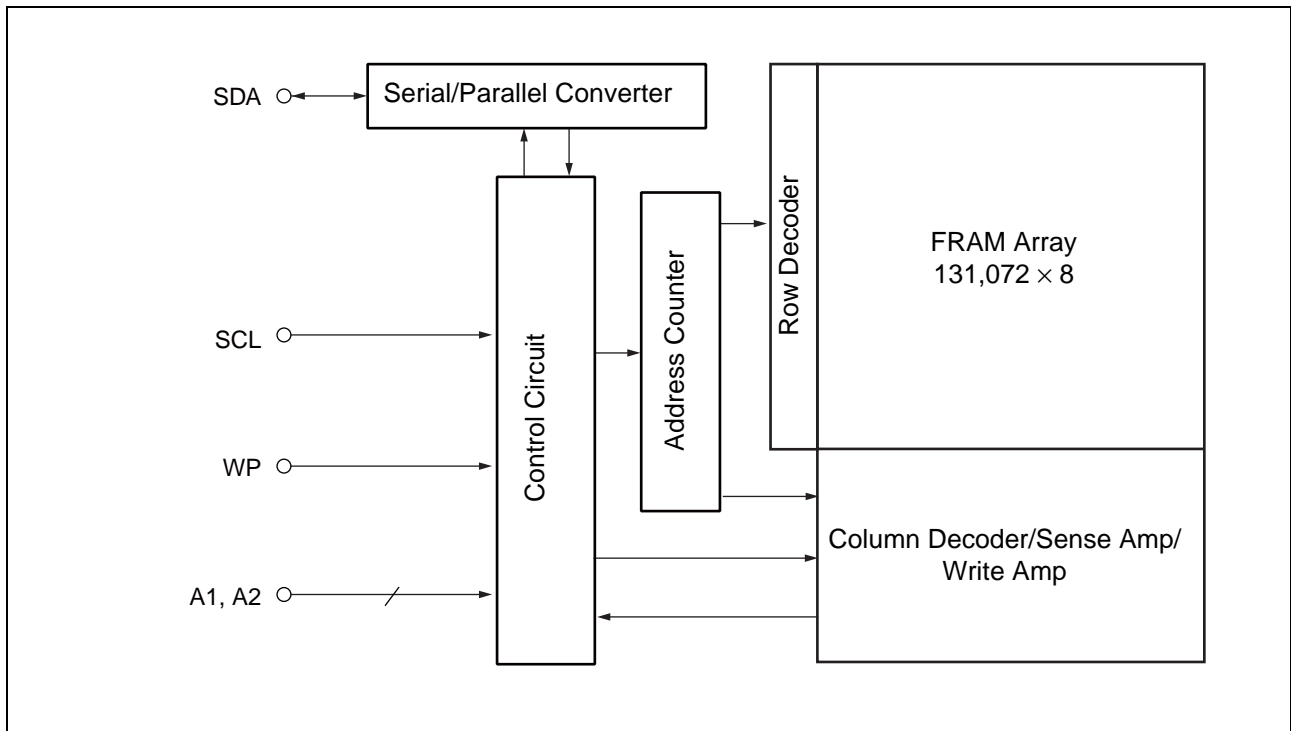 SDA
Serial/Parallel Converter
SCL
WP
A1, A2
Control Circuit
Address Counter
Row Decoder
FRAM Array
131,072 × 8
Column Decoder/Sense Amp/
Write Amp